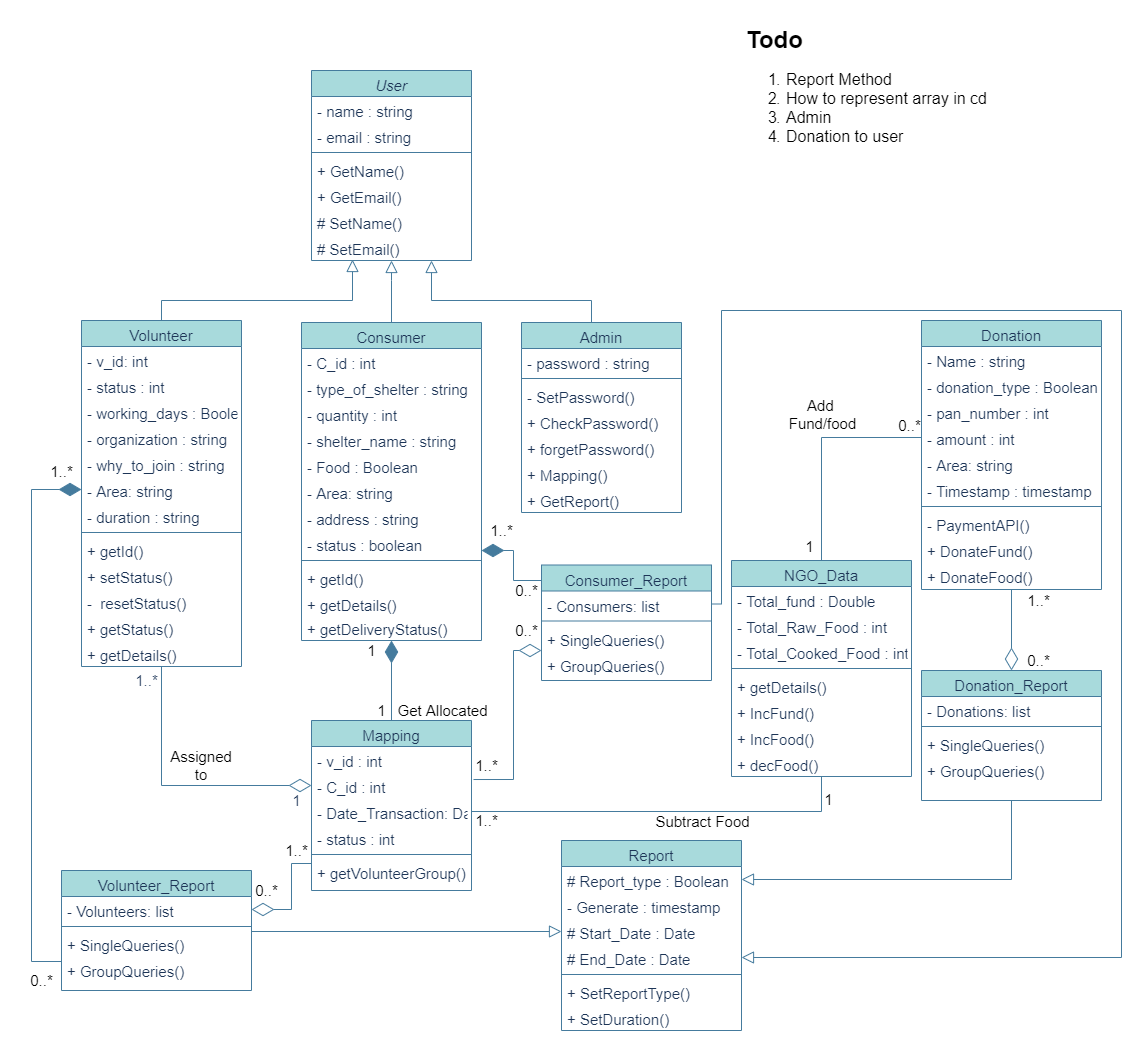 Todo
1. Report Method
2. How to represent array in cd
3. Admin
4. Donation to user
User
- name : string
- email : string
+ GetName()
+ GetEmail()
# SetName()
# SetEmail()
Volunteer
- v_id: int
- status : int
- working_days : Boole
- organization : string
- why_to_join : string
- Area: string
- duration : string
+ getId()
+ setStatus()
- resetStatus()
+ getStatus()
+ getDetails()
1..*
1..*
Consumer
- C_id : int
- type_of_shelter : string
- quantity : int
- shelter_name : string
- Food : Boolean
- Area: string
- address : string
- status : boolean
+ getId()
+ getDetails()
+ getDeliveryStatus()
1..*
1
Admin
- password : string
- SetPassword()
+ CheckPassword()
+ forgetPassword()
+ Mapping()
+ GetReport()
Donation
- Name : string
- donation_type : Boolean
- pan_number : int
- amount : int
- Area: string
- Timestamp : timestamp
- PaymentAPI()
+ DonateFund()
+ DonateFood()
Add
Fund/food
0..*
1
1..*
0..*
Consumer_Report
- Consumers: list
+ SingleQueries()
+ GroupQueries()
0..*
0..*
NGO_Data
- Total_fund : Double
- Total_Raw_Food : int
- Total_Cooked_Food : int
+ getDetails()
+ IncFund()
+ IncFood()
+ decFood()
1
Donation_Report
- Donations: list
+ SingleQueries()
+ GroupQueries()
1 Get Allocated
Mapping
- v_id : int
- C_id : int
- Date_Transaction: Da
- status : int
+ getVolunteerGroup()
Assigned
to
1
1..*
1..*
Subtract Food
1..*
Volunteer_Report
- Volunteers: list
+ SingleQueries()
+ GroupQueries()
0..*
0..*
Report
# Report_type : Boolean
- Generate : timestamp
# Start_Date : Date
# End_Date : Date
+ SetReportType()
+ SetDuration()